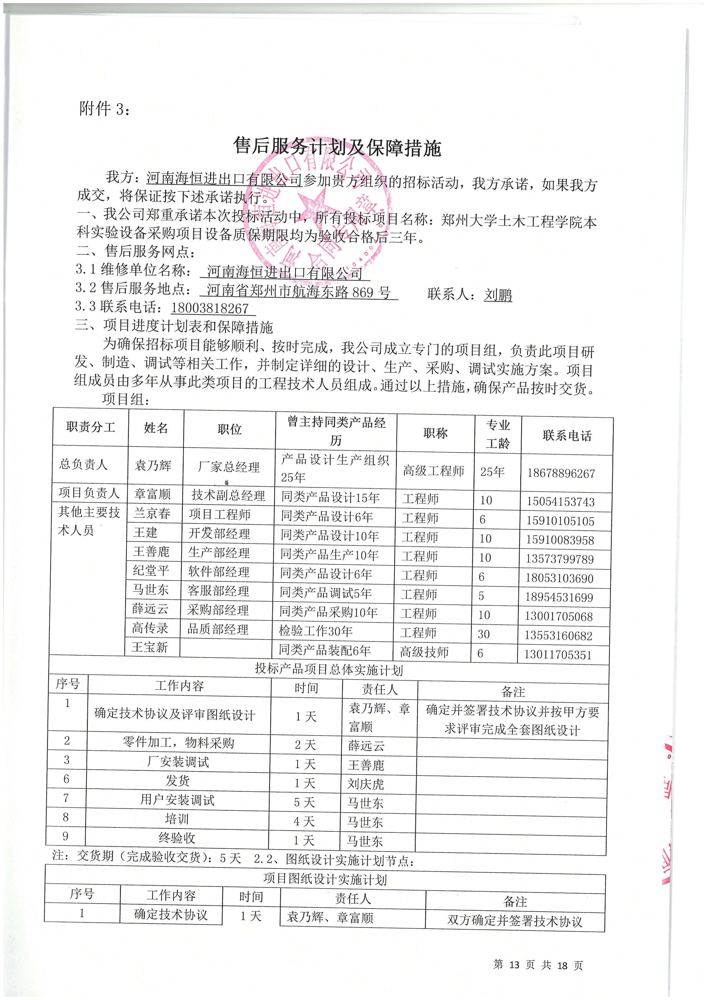 附件 3：
售后服务计划及保障措施
我方：河南海恒进出口有限公司参加贵方组织的招标活动，我方承诺，如果我方
成交，将保证按下述承诺执行。
一、我公司郑重承诺本次投标活动中，所有投标项目名称：郑州大学土木工程学院本
科实验设备采购项目设备质保期限均为验收合格后三年。
二、售后服务网点：
3.1 维修单位名称： 河南海恒进出口有限公司
3.2 售后服务地点： 河南省郑州市航海东路 869 号 联系人：刘鹏
3.3 联系电话：18003818267
三、项目进度计划表和保障措施
为确保招标项目能够顺利、按时完成，我公司成立专门的项目组，负责此项目研
发、制造、调试等相关工作，并制定详细的设计、生产、采购、调试实施方案。项目
组成员由多年从事此类项目的工程技术人员组成。通过以上措施，确保产品按时交货。
项目组：
职责分工 姓名 职位 曾主持同类产品经历 职称 专业工龄 联系电话
总负责人 袁乃辉 厂家总经理 产品设计生产组织25年 高级工程师 25年 18678896267
项目负责人 章富顺 技术副总经理 同类产品设计15年 工程师 10 15054153743
其他主要技术人员 兰京春 项目工程师 同类产品设计6年 工程师 6 15910105105
王建 开发部经理 同类产品设计10年 工程师 10 15910083958
王善鹿 生产部经理 同类产品生产10年 工程师 10 13573799789
纪堂平 软件部经理 同类产品设计6年 工程师 6 18053103690
马世东 客服部经理 同类产品调试5年 工程师 5 18954531699
薛远云 采购部经理 同类产品采购10年 工程师 10 13001705068
高传录 品质部经理 检验工作30年 工程师 30 13553160682
王宝新 同类产品装配6年 高级技师 6 13011705351
投标产品项目总体实施计划
序号 工作内容 时间 责任人 备注
1 确定技术协议及评审图纸设计 1 天 袁乃辉、章富顺 确定并签署技术协议并按甲方要求评审完成全套图纸设计
2 零件加工，物料采购 2 天 薛远云
3 厂安装调试 1 天 王善鹿
6 发货 1 天 刘庆虎
7 用户安装调试 5 天 马世东
8 培训 4 天 马世东
9 终验收 1 天 马世东
注：交货期（完成验收交货）：5 天 2.2、图纸设计实施计划节点：
项目图纸设计实施计划
序号 工作内容 时间 责任人 备注
1 确定技术协议 1 天 袁乃辉、章富顺 双方确定并签署技术协议
第 13 页 共 18 页
河南海恒进出口有限公司
合同专用章